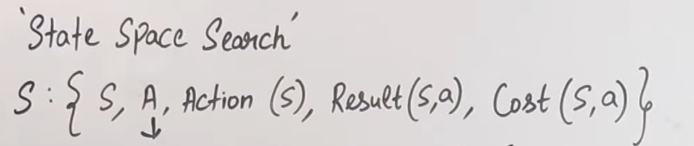 'State Space Search'
S : { S, A, Action (s), Result (s,a), Cost (s,a) }
↓